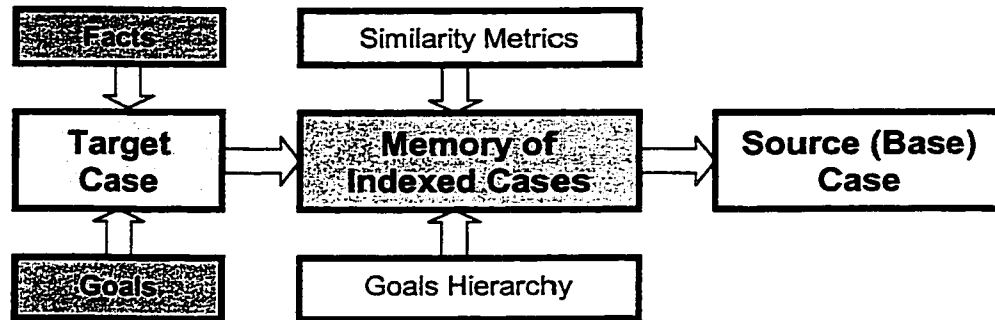 Facts
Similarity Metrics
Target
Case
Memory of
Indexed Cases
Source (Base)
Case
Goals
Goals Hierarchy